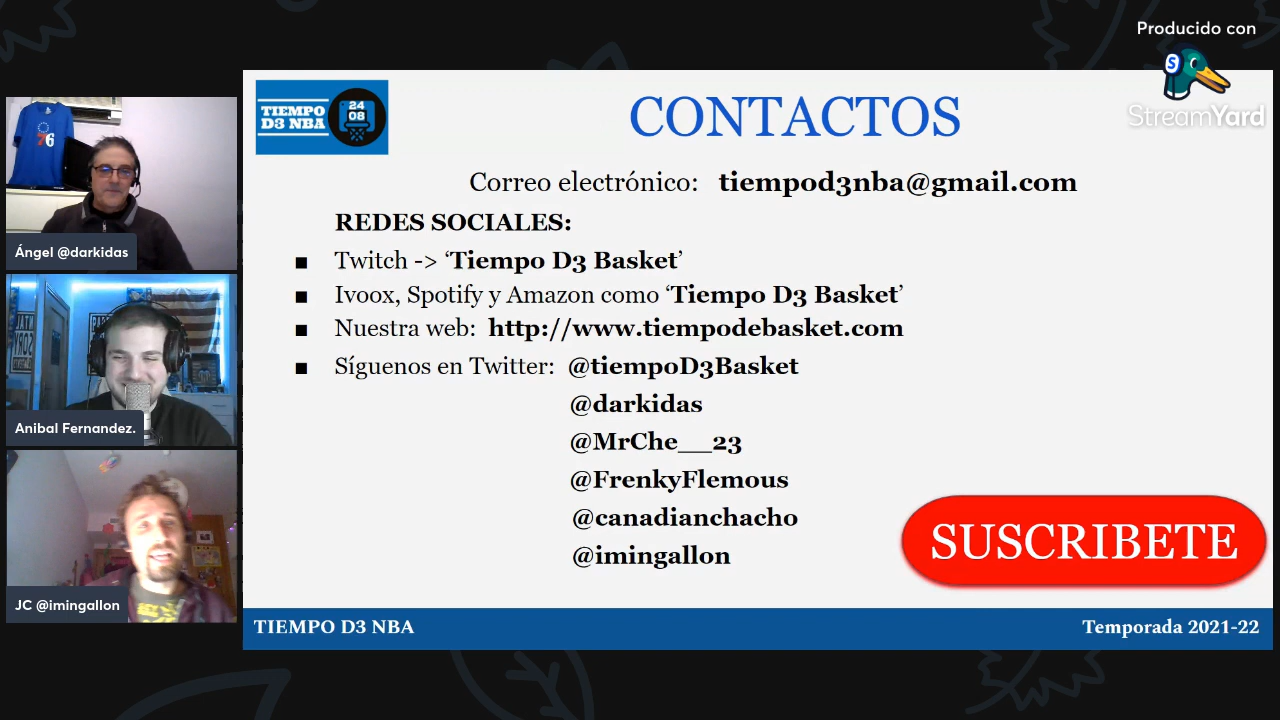 Producido con
StreamYard
TIEMPO
D3 NBA
24
08
CONTACTOS
Correo electrónico: tiempod3nba@gmail.com
REDES SOCIALES:
▪ Twitch -> ‘Tiempo D3 Basket’
▪ Ivoox, Spotify y Amazon como ‘Tiempo D3 Basket’
▪ Nuestra web: http://www.tiempodebasket.com
▪ Síguenos en Twitter: @tiempoD3Basket
@darkidas
@MrChe__23
@FrenkyFlemous
@canadianchacho
@imingallon
SUSCRIBETE
TIEMPO D3 NBA
Temporada 2021-22
76
Ángel @darkidas
Anibal Fernandez.
JC @imingallon